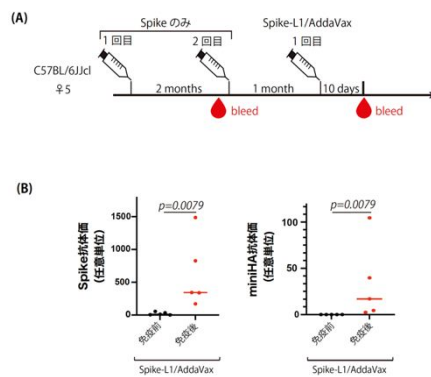 (A)
Spike のみ
Spike-L1/AddaVax
1 回目
2 回目
1 回目
C57BL/6JJcl
♀5
2 months
1 month
10 days
bleed
bleed
(B)
p=0.0079
Spike抗体価
(任意単位)
1500
1000
500
0
免疫前
免疫後
Spike-L1/AddaVax
p=0.0079
miniHA抗体価
(任意単位)
100
50
0
免疫前
免疫後
Spike-L1/AddaVax